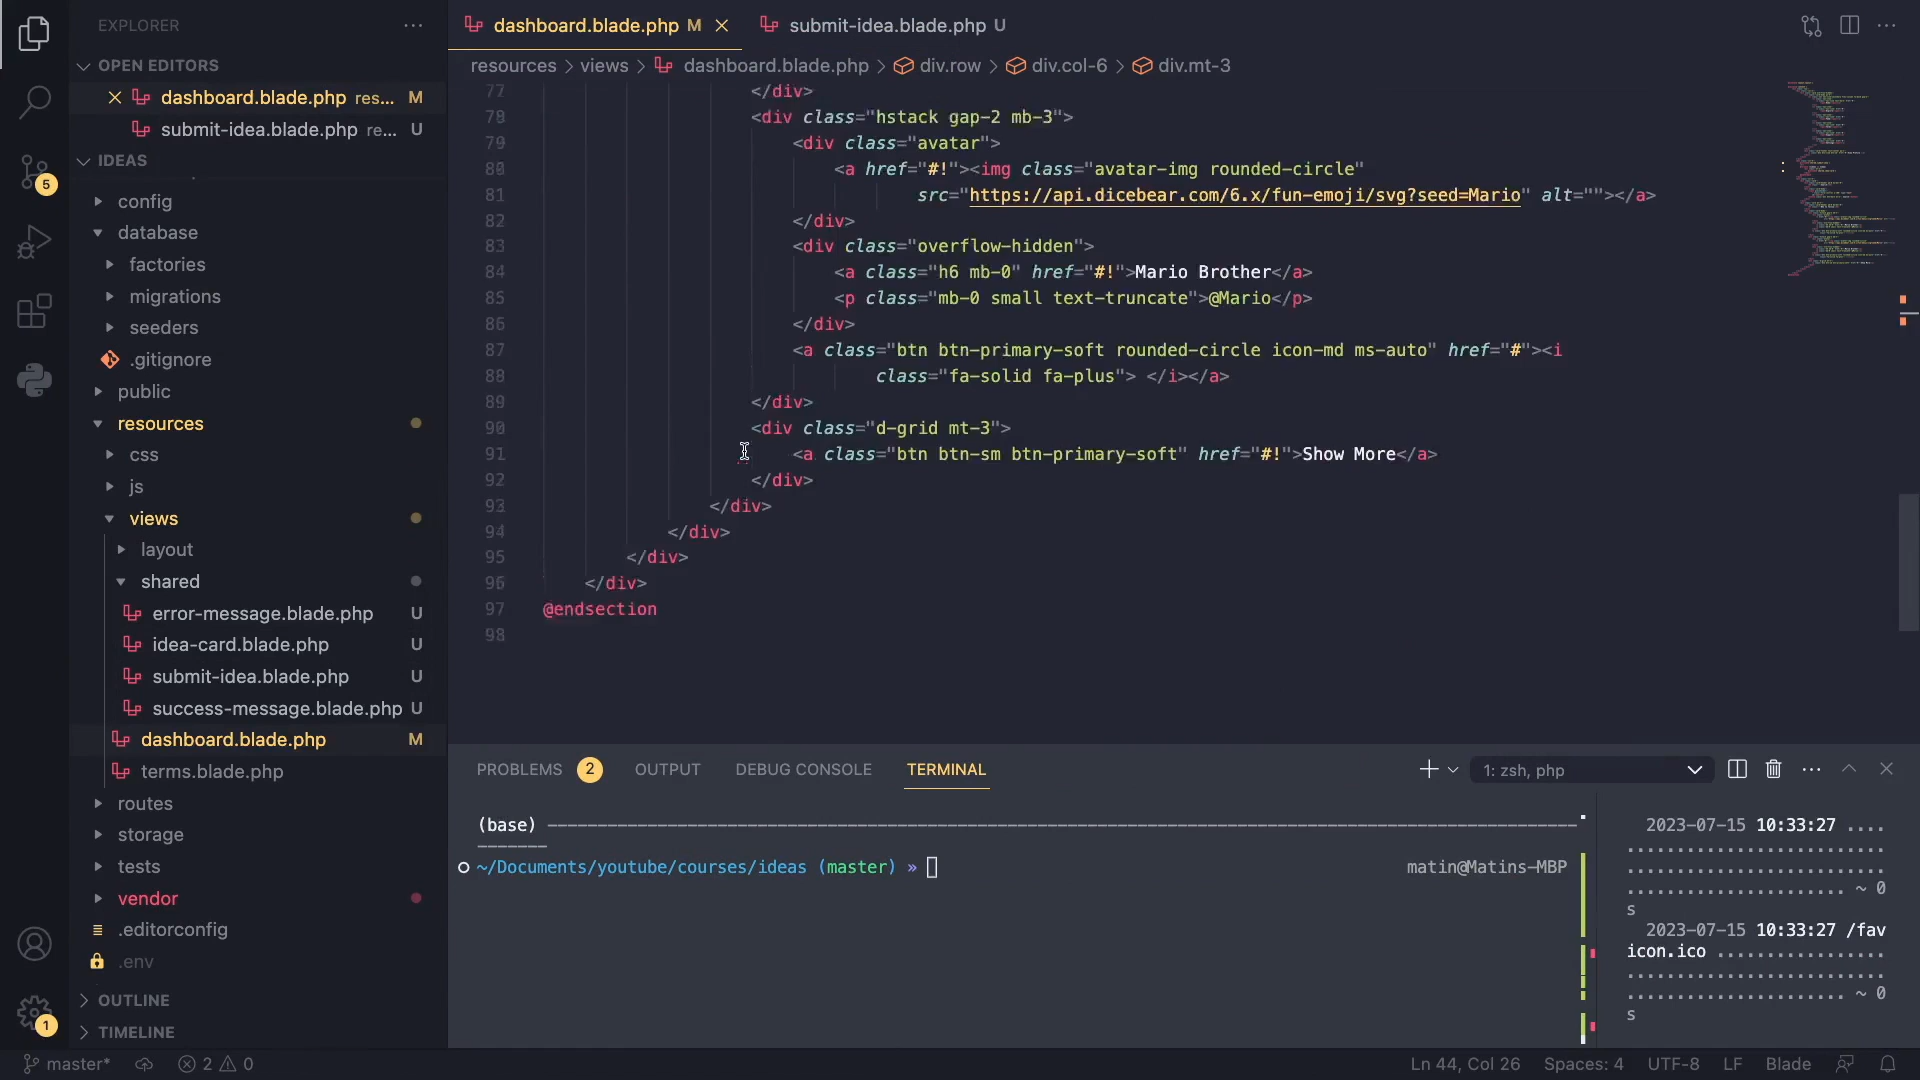 EXPLORER
OPEN EDITORS
dashboard.blade.php res... M
submit-idea.blade.php re... U
IDEAS
config
database
factories
migrations
seeders
.gitignore
public
resources
css
js
views
layout
shared
error-message.blade.php U
idea-card.blade.php U
submit-idea.blade.php U
success-message.blade.php U
dashboard.blade.php M
terms.blade.php
routes
storage
tests
vendor
.editorconfig
.env
OUTLINE
TIMELINE
5
1
dashboard.blade.php M
submit-idea.blade.php U
resources > views > dashboard.blade.php > div.row > div.col-6 > div.mt-3
77 </div>
78 <div class="hstack gap-2 mb-3">
79 <div class="avatar">
80 <a href="#!"><img class="avatar-img rounded-circle"
81 src="https://api.dicebear.com/6.x/fun-emoji/svg?seed=Mario" alt=""></a>
82 </div>
83 <div class="overflow-hidden">
84 <a class="h6 mb-0" href="#!">Mario Brother</a>
85 <p class="mb-0 small text-truncate">@Mario</p>
86 </div>
87 <a class="btn btn-primary-soft rounded-circle icon-md ms-auto" href="#"><i
88 class="fa-solid fa-plus"> </i></a>
89 </div>
90 <div class="d-grid mt-3">
91 <a class="btn btn-sm btn-primary-soft" href="#!">Show More</a>
92 </div>
93 </div>
94 </div>
95 </div>
96 </div>
97 @endsection
98
PROBLEMS 2 OUTPUT DEBUG CONSOLE TERMINAL
1: zsh, php
(base)
~/Documents/youtube/courses/ideas (master) »
matin@Matins-MBP
2023-07-15 10:33:27 ....
..........................
..........................
...................... ~ 0
s
2023-07-15 10:33:27 /fav
icon.ico .................
..........................
...................... ~ 0
s
master*
2 0
Ln 44, Col 26
Spaces: 4
UTF-8
LF
Blade